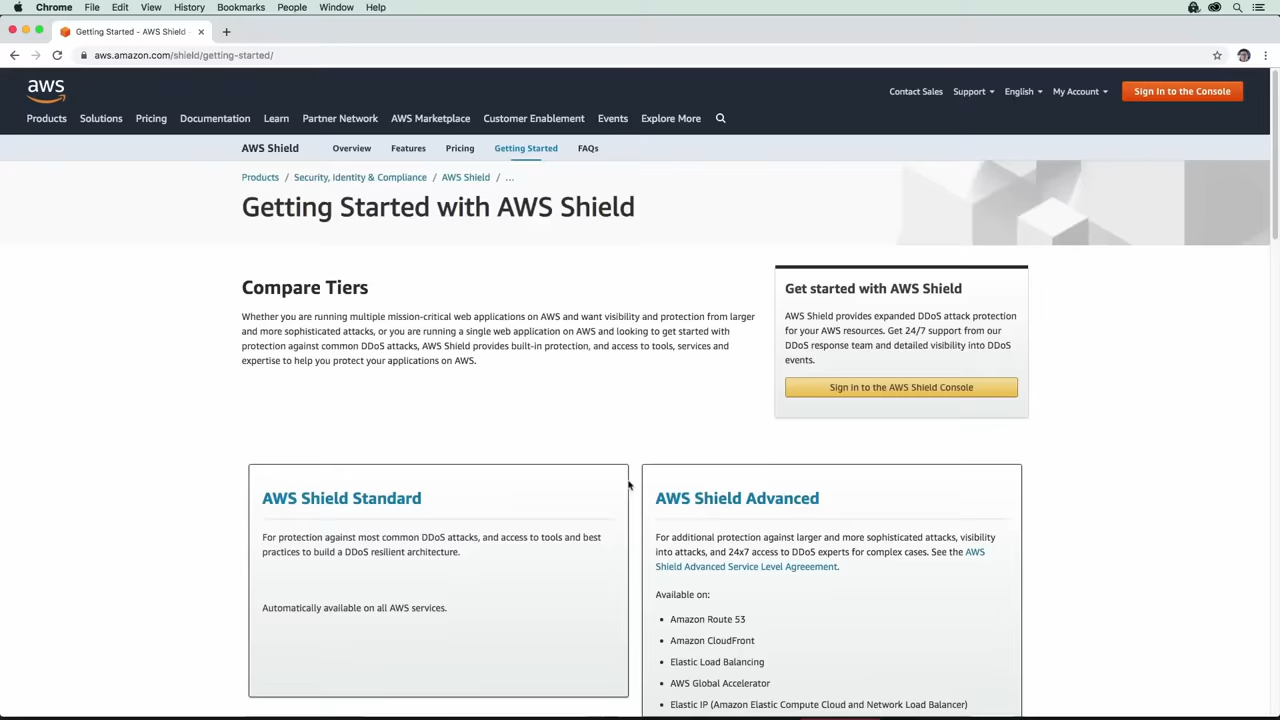 Chrome File Edit View History Bookmarks People Window Help
Getting Started - AWS Shield
aws.amazon.com/shield/getting-started/
aws
Contact Sales Support English My Account Sign In to the Console
Products Solutions Pricing Documentation Learn Partner Network AWS Marketplace Customer Enablement Events Explore More
AWS Shield Overview Features Pricing Getting Started FAQs
Products / Security, Identity & Compliance / AWS Shield / ...
Getting Started with AWS Shield
Compare Tiers
Whether you are running multiple mission-critical web applications on AWS and want visibility and protection from larger
and more sophisticated attacks, or you are running a single web application on AWS and looking to get started with
protection against common DDoS attacks, AWS Shield provides built-in protection, and access to tools, services and
expertise to help you protect your applications on AWS.
Get started with AWS Shield
AWS Shield provides expanded DDoS attack protection
for your AWS resources. Get 24/7 support from our
DDoS response team and detailed visibility into DDoS
events.
Sign in to the AWS Shield Console
AWS Shield Standard
For protection against most common DDoS attacks, and access to tools and best
practices to build a DDoS resilient architecture.
Automatically available on all AWS services.
AWS Shield Advanced
For additional protection against larger and more sophisticated attacks, visibility
into attacks, and 24x7 access to DDoS experts for complex cases. See the AWS
Shield Advanced Service Level Agreeement.
Available on:
• Amazon Route 53
• Amazon CloudFront
• Elastic Load Balancing
• AWS Global Accelerator
• Elastic IP (Amazon Elastic Compute Cloud and Network Load Balancer)